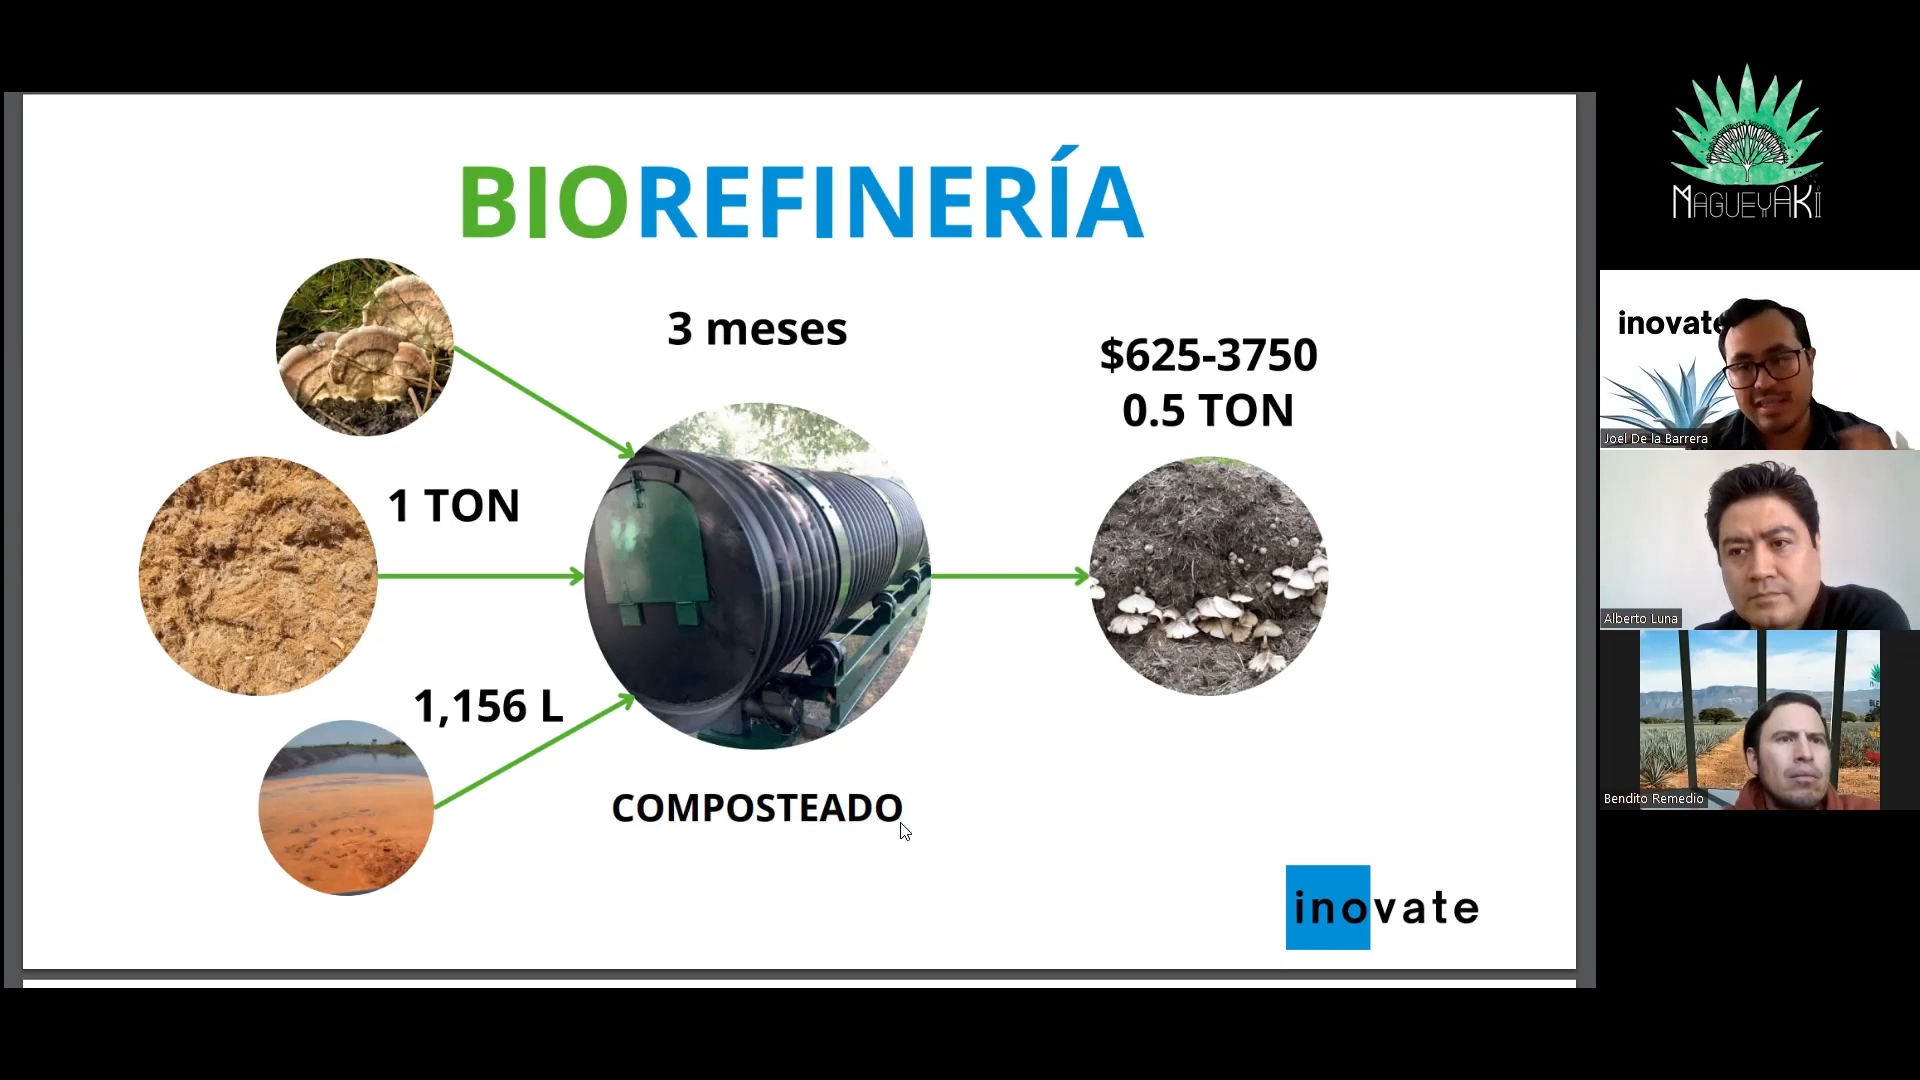 BIOREFINERÍA
3 meses
$625-3750
0.5 TON
1 TON
1,156 L
COMPOSTEADO
inovate
MAGUEYAKI
inovate
Joel De la Barrera
Alberto Luna
Bendito Remedio